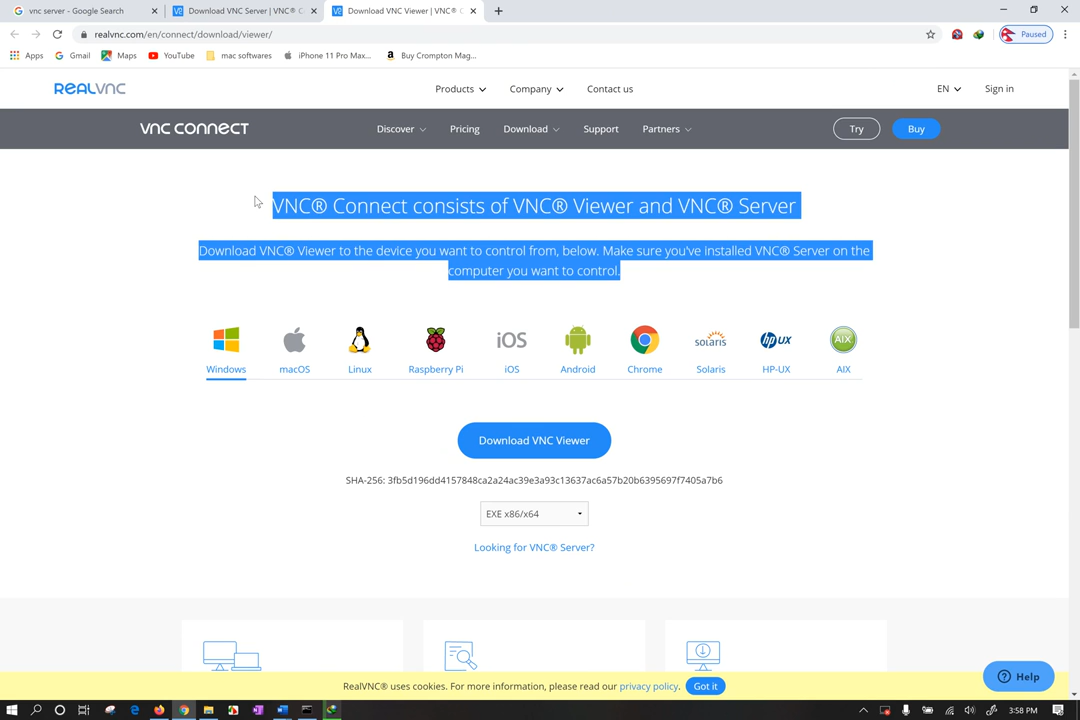 vnc server - Google Search
Download VNC Server | VNC® C
Download VNC Viewer | VNC® C
realvnc.com/en/connect/download/viewer/
Paused
Apps
Gmail
Maps
YouTube
mac softwares
iPhone 11 Pro Max...
Buy Crompton Mag...
REALVNC
Products
Company
Contact us
EN
Sign in
vnc connect
Discover
Pricing
Download
Support
Partners
Try
Buy
VNC® Connect consists of VNC® Viewer and VNC® Server
Download VNC® Viewer to the device you want to control from, below. Make sure you've installed VNC® Server on the
computer you want to control.
iOS
solaris
hp UX
AIX
Windows
macOS
Linux
Raspberry Pi
iOS
Android
Chrome
Solaris
HP-UX
AIX
Download VNC Viewer
SHA-256: 3fb5d196dd4157848ca2a24ac39e3a93c13637ac6a57b20b6395697f7405a7b6
EXE x86/x64
Looking for VNC® Server?
Help
RealVNC® uses cookies. For more information, please read our privacy policy.
Got it
3:58 PM